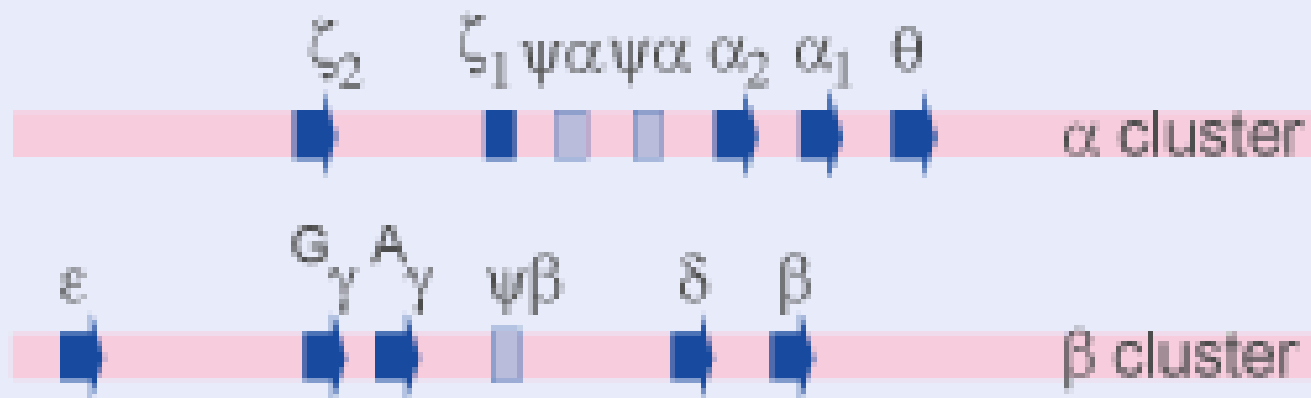 ζ2 ζ1 ψα ψα α2 α1 θ
α cluster
Gγ Aγ
ε ψβ δ β
β cluster